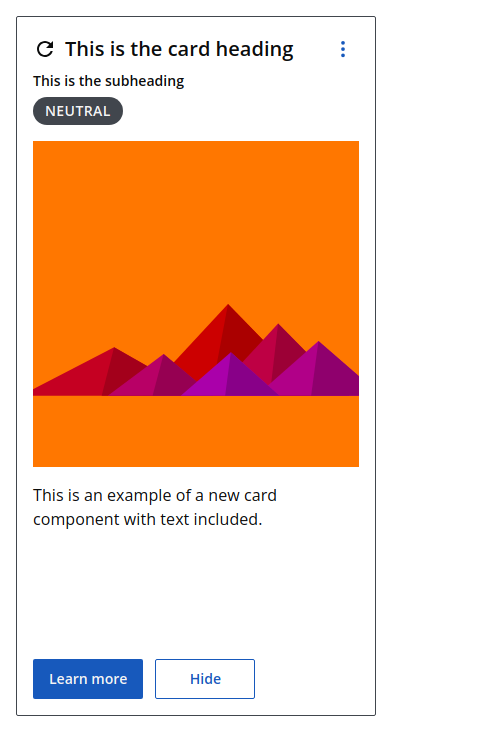 This is the card heading
This is the subheading
NEUTRAL
This is an example of a new card
component with text included.
Learn more
Hide